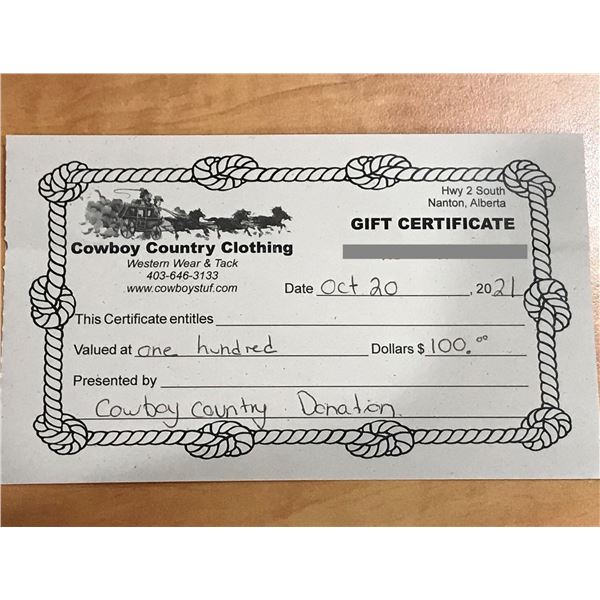 Hwy 2 South
Nanton, Alberta
GIFT CERTIFICATE
Cowboy Country Clothing
Western Wear & Tack
403-646-3133
www.cowboystuf.com
Date Oct 20, 2021
This Certificate entitles
Valued at one hundred Dollars $ 100.00
Presented by
Cowboy Country Donation.